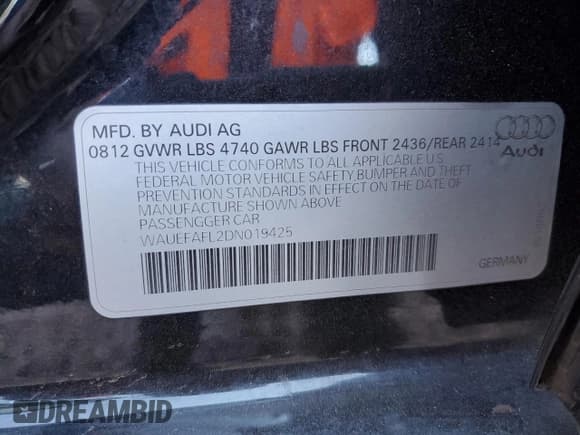 MFD. BY AUDI AG
0812 GVWR LBS 4740 GAWR LBS FRONT 2436/REAR 2414
Audi
THIS VEHICLE CONFORMS TO ALL APPLICABLE U.S.
FEDERAL MOTOR VEHICLE SAFETY,BUMPER AND THEFT
PREVENTION STANDARDS IN EFFECT ON THE DATE OF
MANUFACTURE SHOWN ABOVE
PASSENGGER CAR
WAUEFAFL2DN019425
GERMANY
DREAMBID